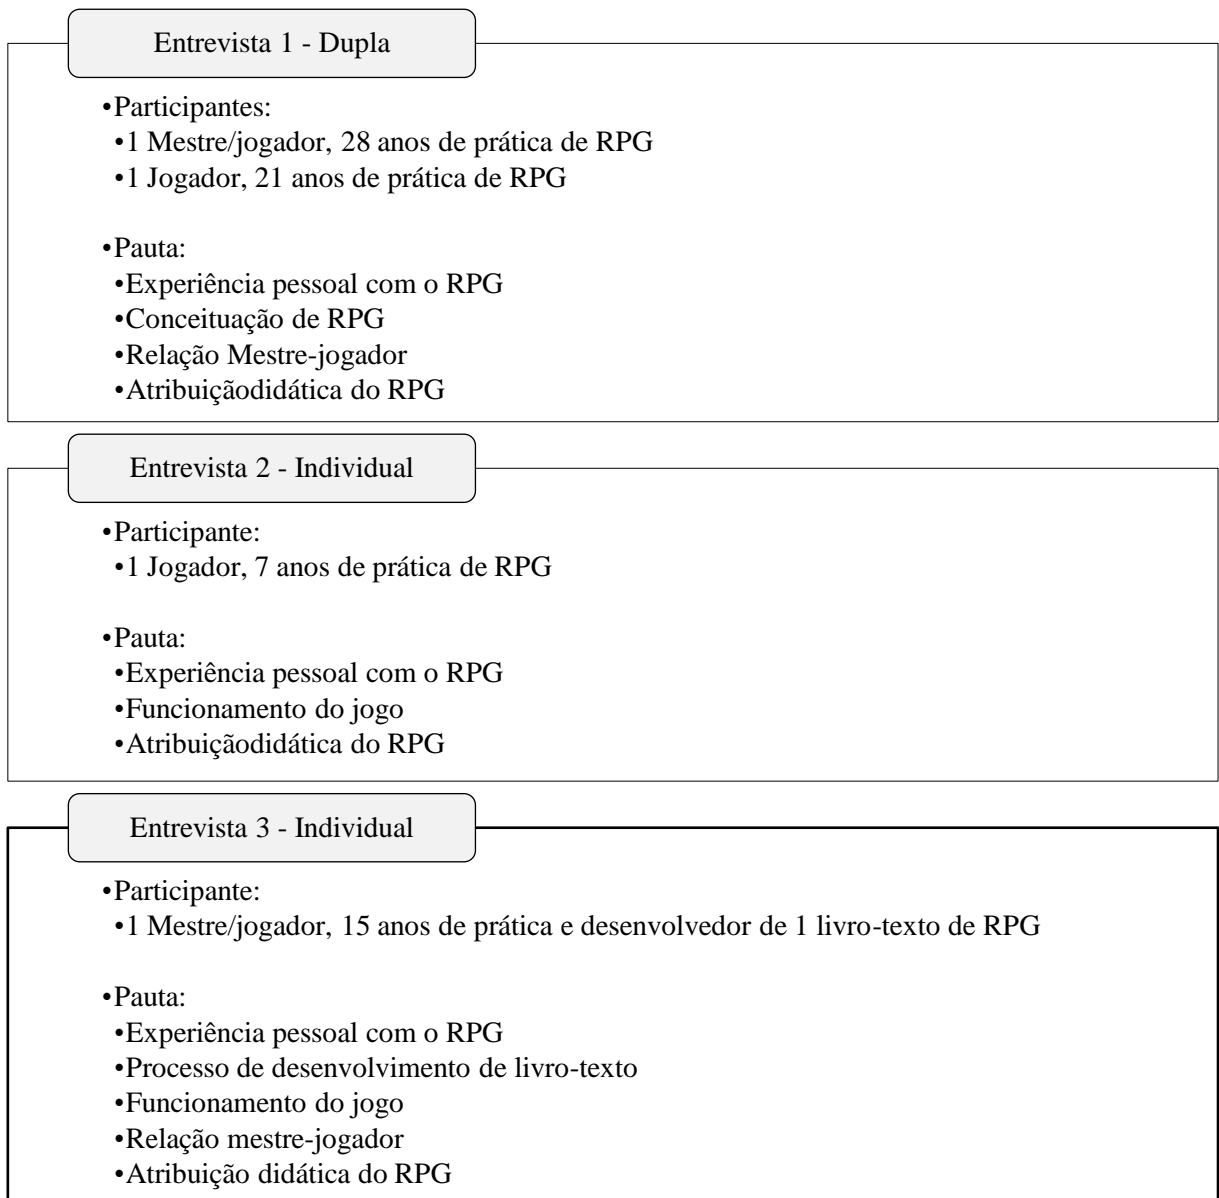 Entrevista 1 - Dupla
•Participantes:
•1 Mestre/jogador, 28 anos de prática de RPG
•1 Jogador, 21 anos de prática de RPG
•Pauta:
•Experiência pessoal com o RPG
•Conceituação de RPG
•Relação Mestre-jogador
•Atribuiçãodidática do RPG
Entrevista 2 - Individual
•Participante:
•1 Jogador, 7 anos de prática de RPG
•Pauta:
•Experiência pessoal com o RPG
•Funcionamento do jogo
•Atribuiçãodidática do RPG
Entrevista 3 - Individual
•Participante:
•1 Mestre/jogador, 15 anos de prática e desenvolvedor de 1 livro-texto de RPG
•Pauta:
•Experiência pessoal com o RPG
•Processo de desenvolvimento de livro-texto
•Funcionamento do jogo
•Relação mestre-jogador
•Atribuição didática do RPG